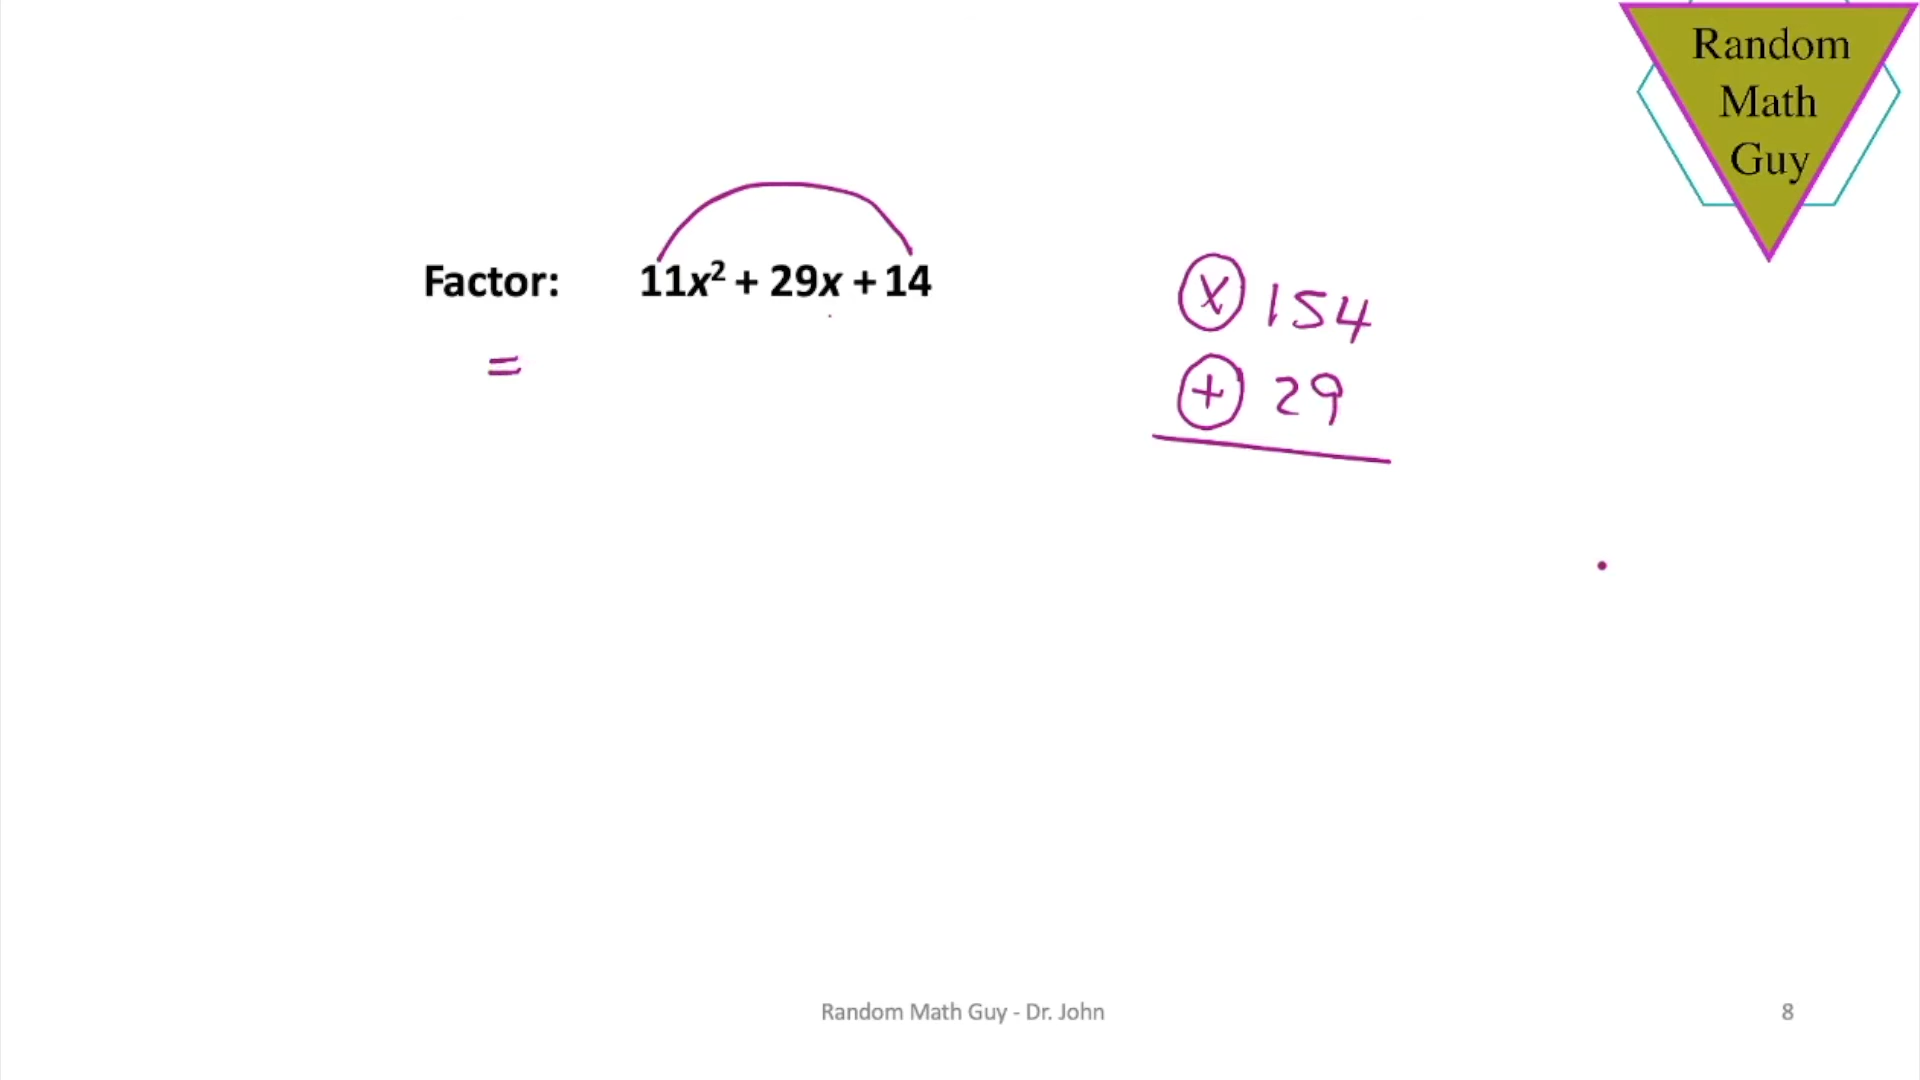 Random
Math
Guy
Factor: 11x² + 29x + 14
=
x 154
+ 29
Random Math Guy - Dr. John
8